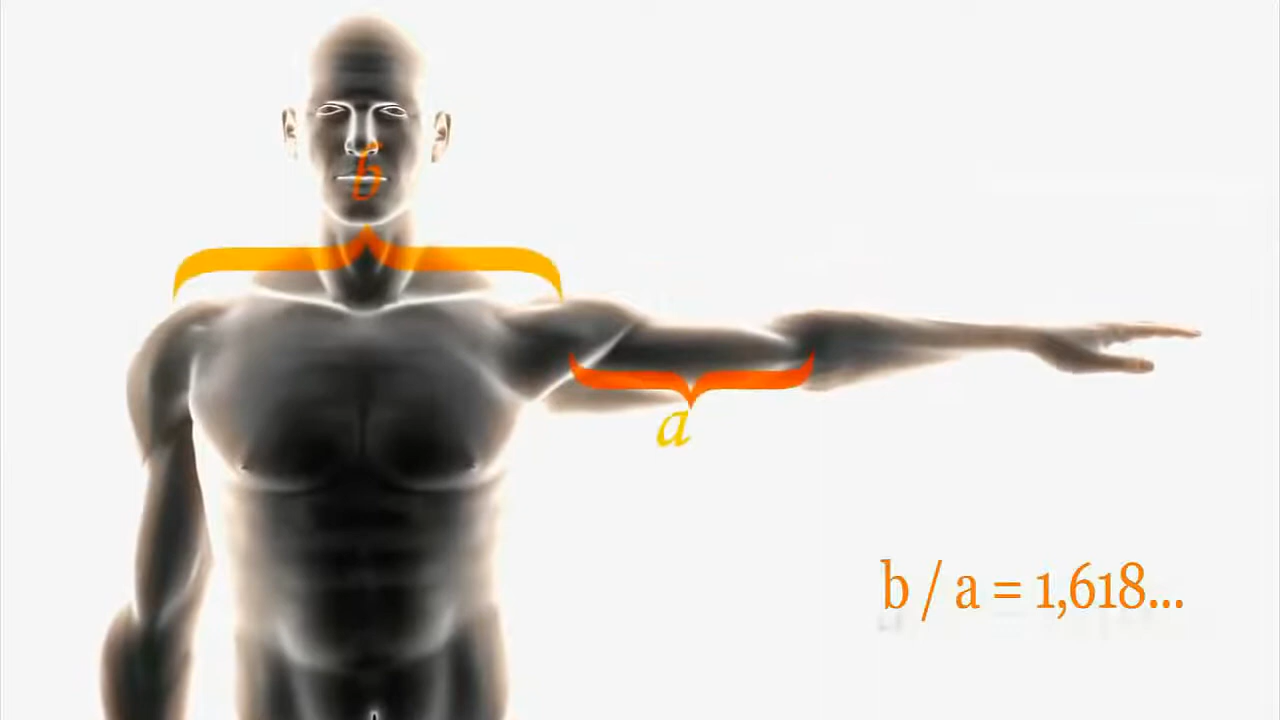 b
a
b / a = 1,618...